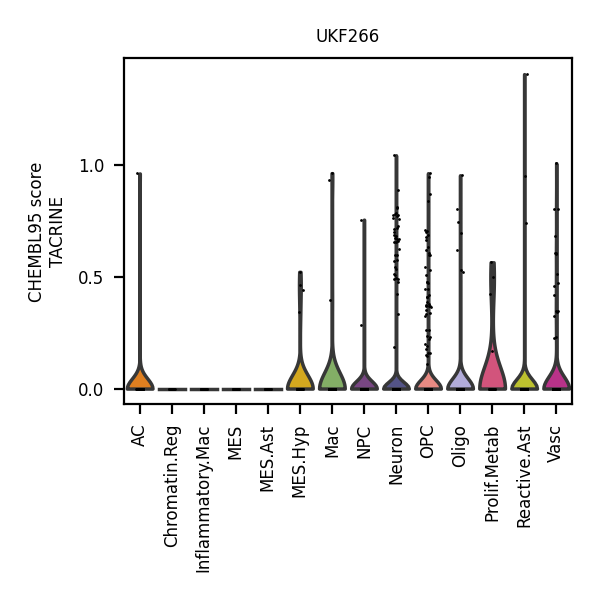 UKF266
CHEMBL95 score
TACRINE
1.0
0.5
0.0
AC
Chromatin.Reg
Inflammatory.Mac
MES
MES.Ast
MES.Hyp
Mac
NPC
Neuron
OPC
Oligo
Prolif.Metab
Reactive.Ast
Vasc